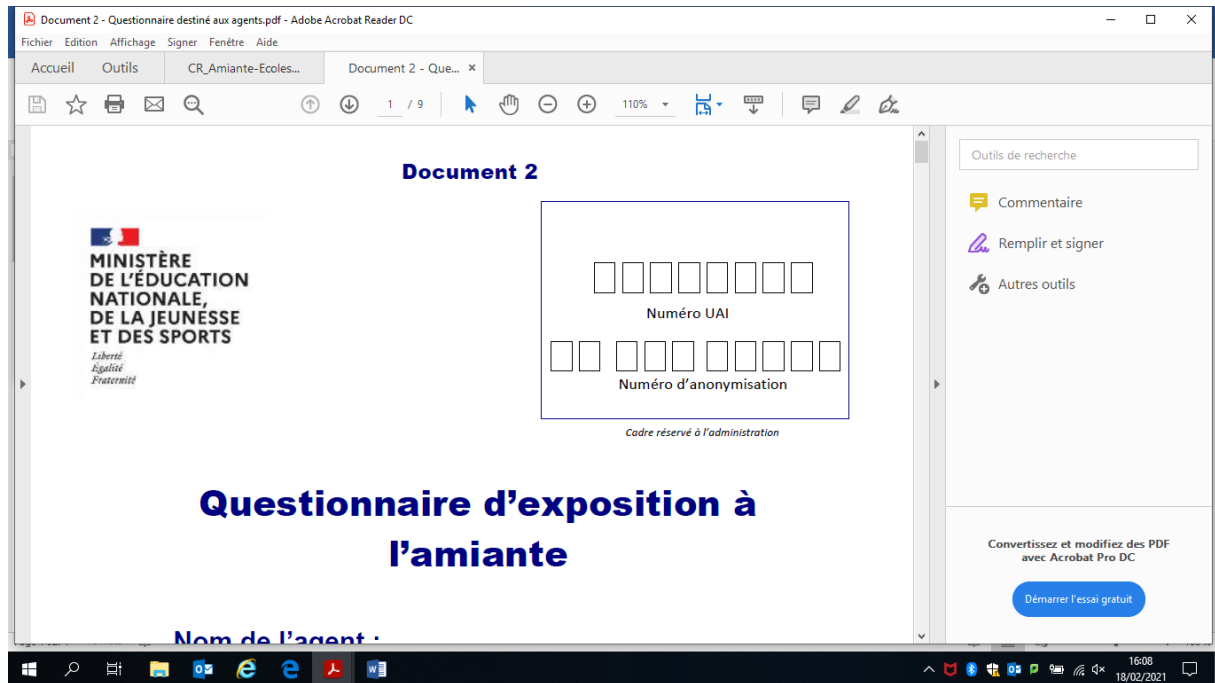 Document 2 - Questionnaire destiné aux agents.pdf - Adobe Acrobat Reader DC
Fichier Edition Affichage Signer Fenêtre Aide
Accueil Outils CR_Amiante-Ecoles... Document 2 - Que... ×
1 / 9 110%
Outils de recherche
Commentaire
Remplir et signer
Autres outils
Document 2
MINISTÈRE
DE L'ÉDUCATION
NATIONALE,
DE LA JEUNESSE
ET DES SPORTS
Liberté
Égalité
Fraternité
Numéro UAI
Numéro d'anonymisation
Cadre réservé à l'administration
Questionnaire d'exposition à
l'amiante
Nom de l'agent :
Convertissez et modifiez des PDF
avec Acrobat Pro DC
Démarrer l'essai gratuit
16:08
18/02/2021